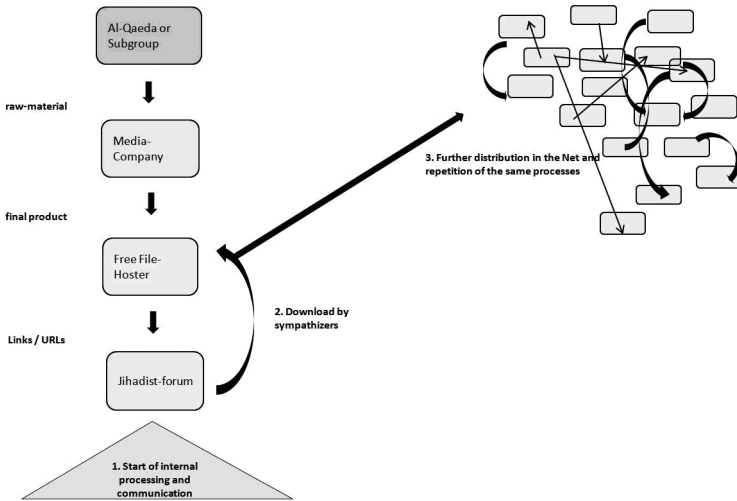 Al-Qaeda or
Subgroup
raw-material
Media-
Company
final product
Free File-
Hoster
Links / URLs
Jihadist-forum
1. Start of internal
processing and
communication
2. Download by
sympathizers
3. Further distribution in the Net and
repetition of the same processes